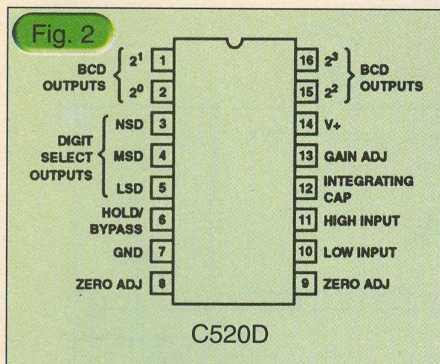 Fig. 2
BCD OUTPUTS
2¹ 1
2⁰ 2
DIGIT SELECT OUTPUTS
NSD 3
MSD 4
LSD 5
HOLD/ BYPASS 6
GND 7
ZERO ADJ 8
16 2³
15 2²
BCD OUTPUTS
14 V+
13 GAIN ADJ
12 INTEGRATING CAP
11 HIGH INPUT
10 LOW INPUT
9 ZERO ADJ
C520D